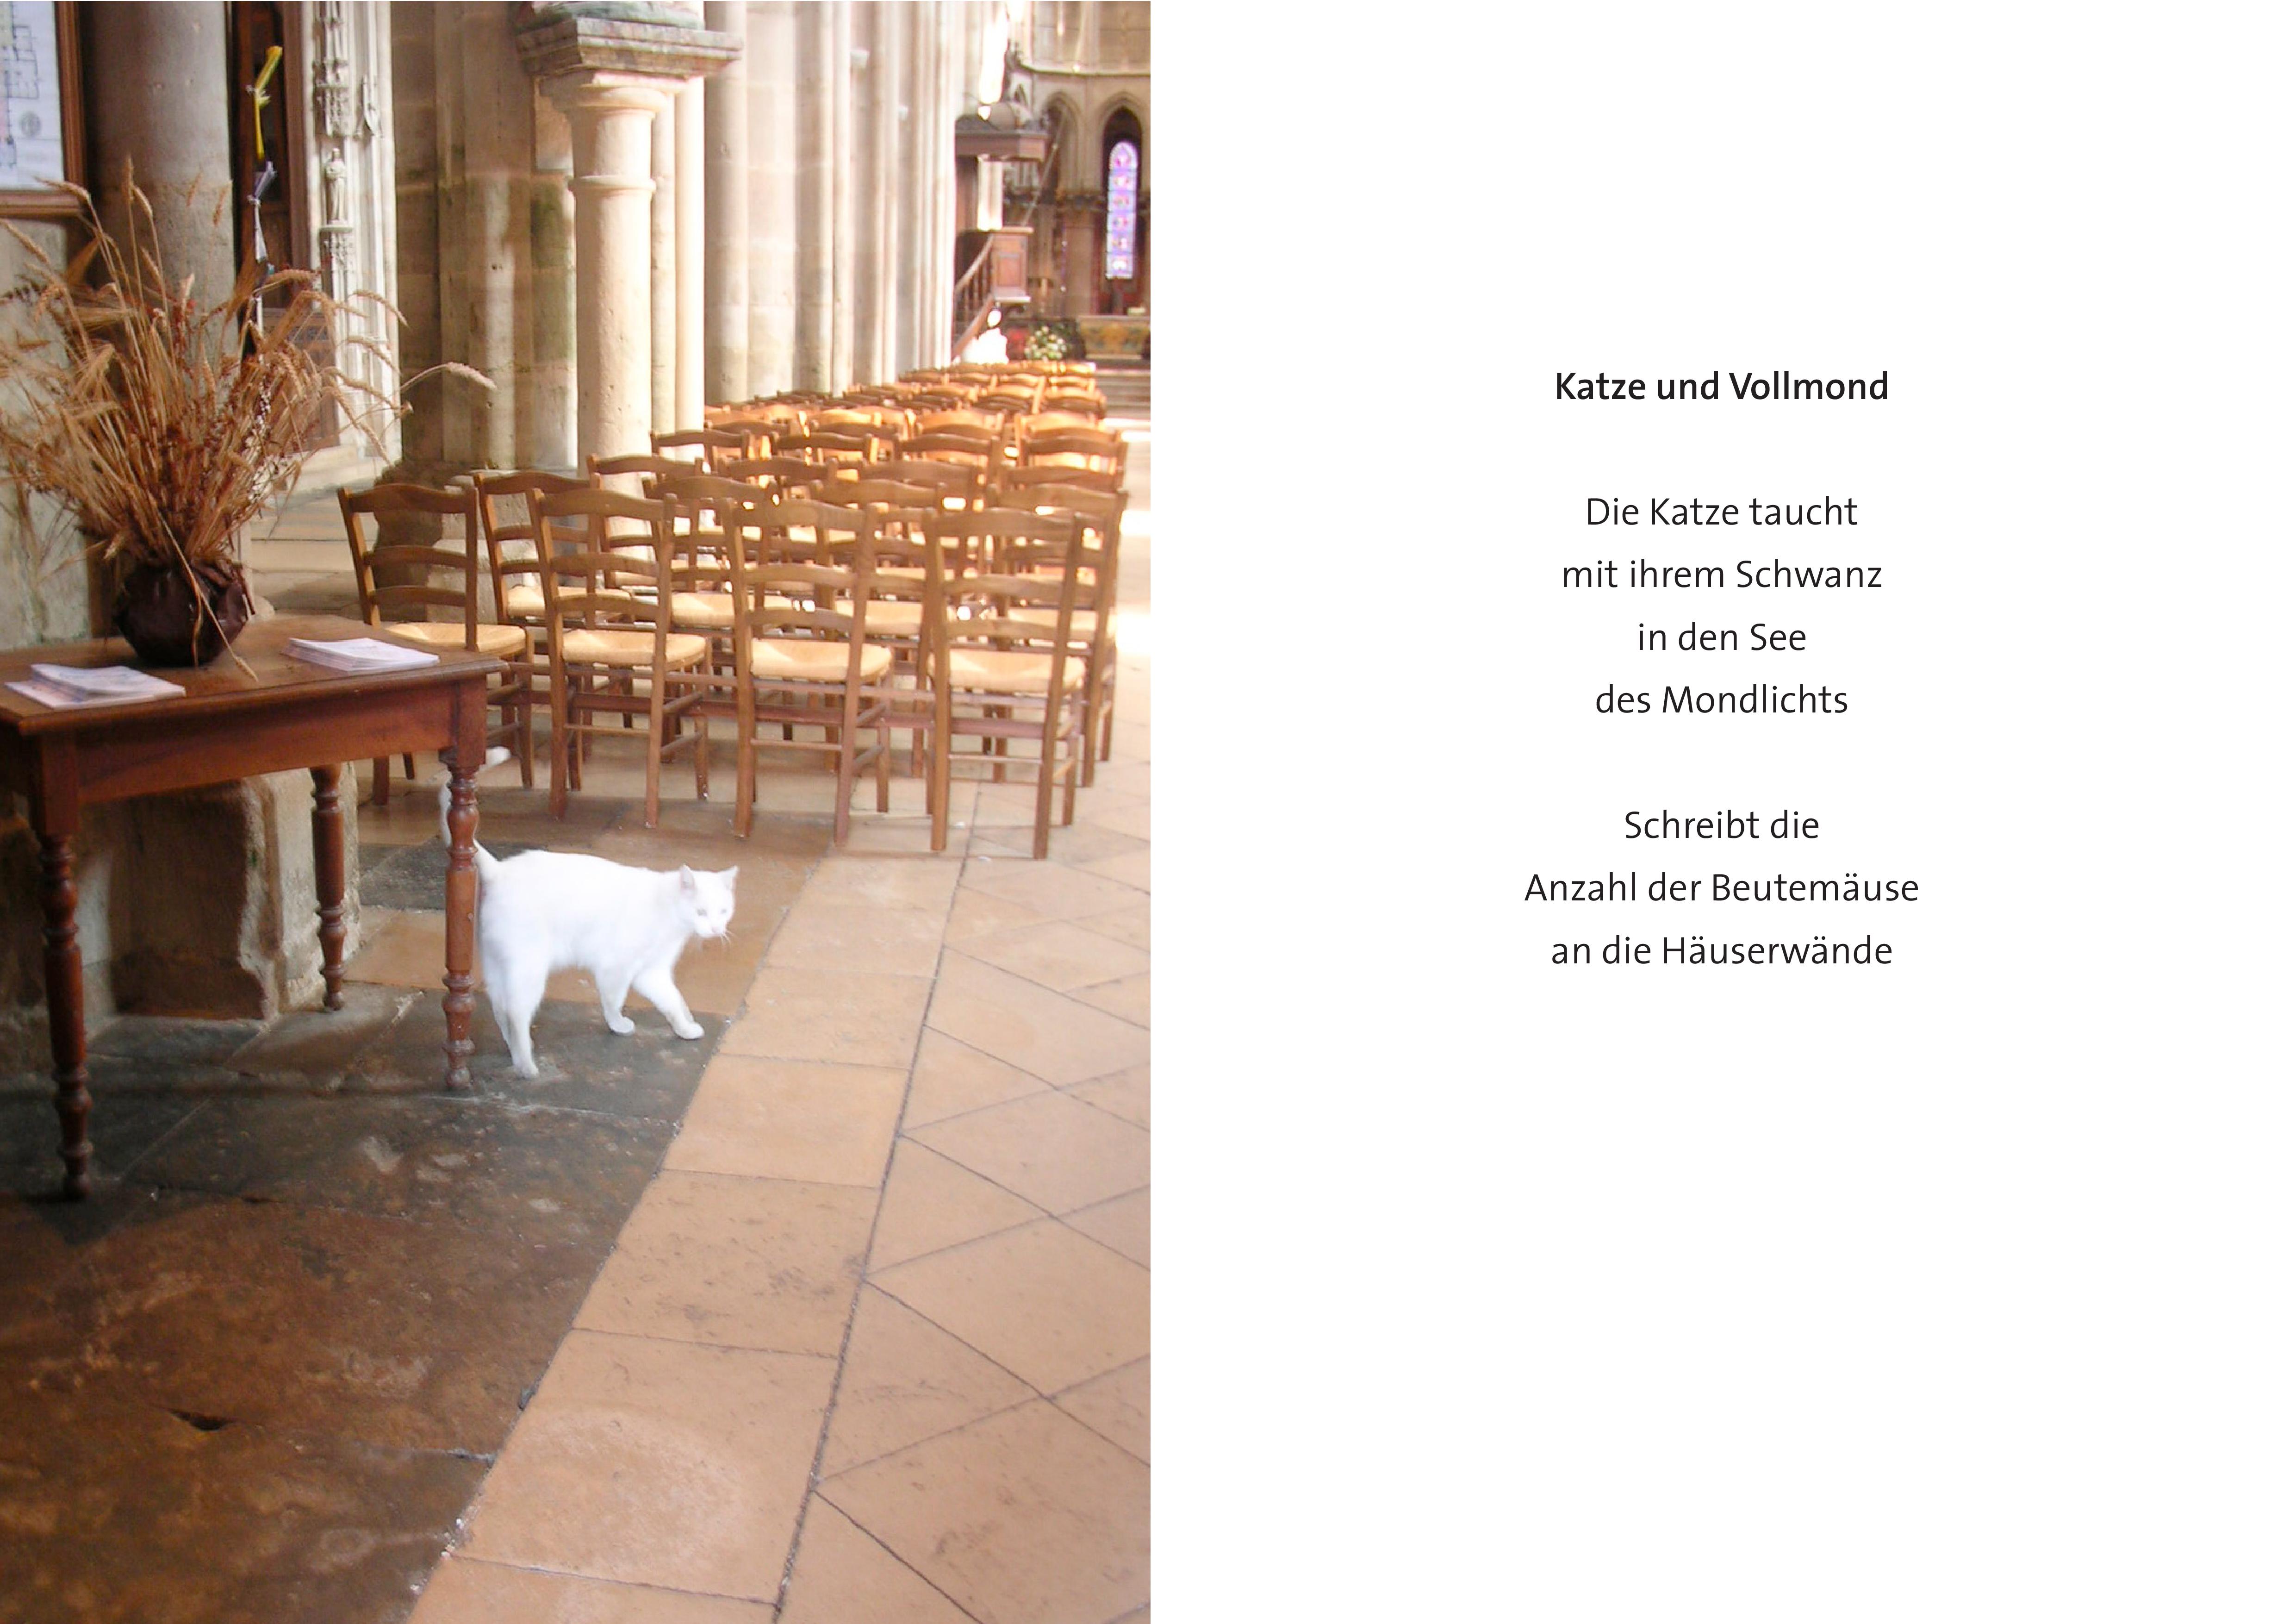 Katze und Vollmond
Die Katze taucht
mit ihrem Schwanz
in den See
des Mondlichts
Schreibt die
Anzahl der Beutemäuse
an die Häuserwände